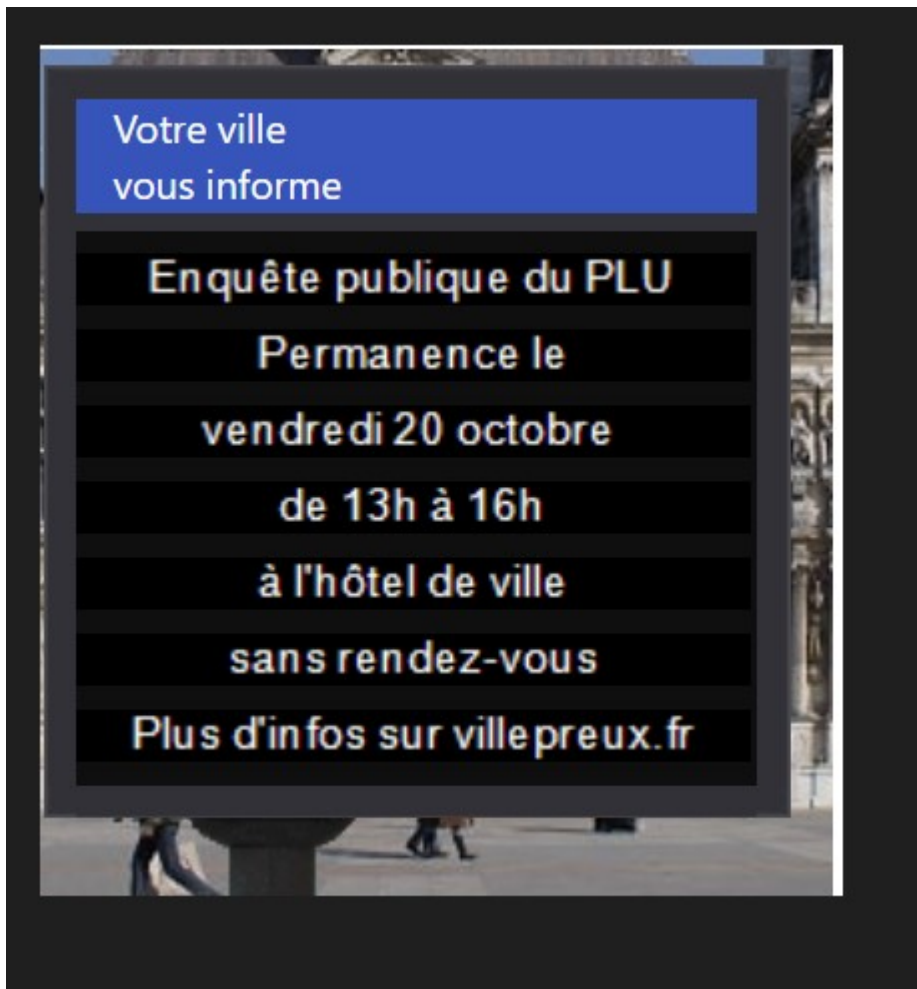 Votre ville
vous informe
Enquête publique du PLU
Permanence le
vendredi 20 octobre
de 13h à 16h
à l'hôtel de ville
sans rendez-vous
Plus d'infos sur villepreux.fr